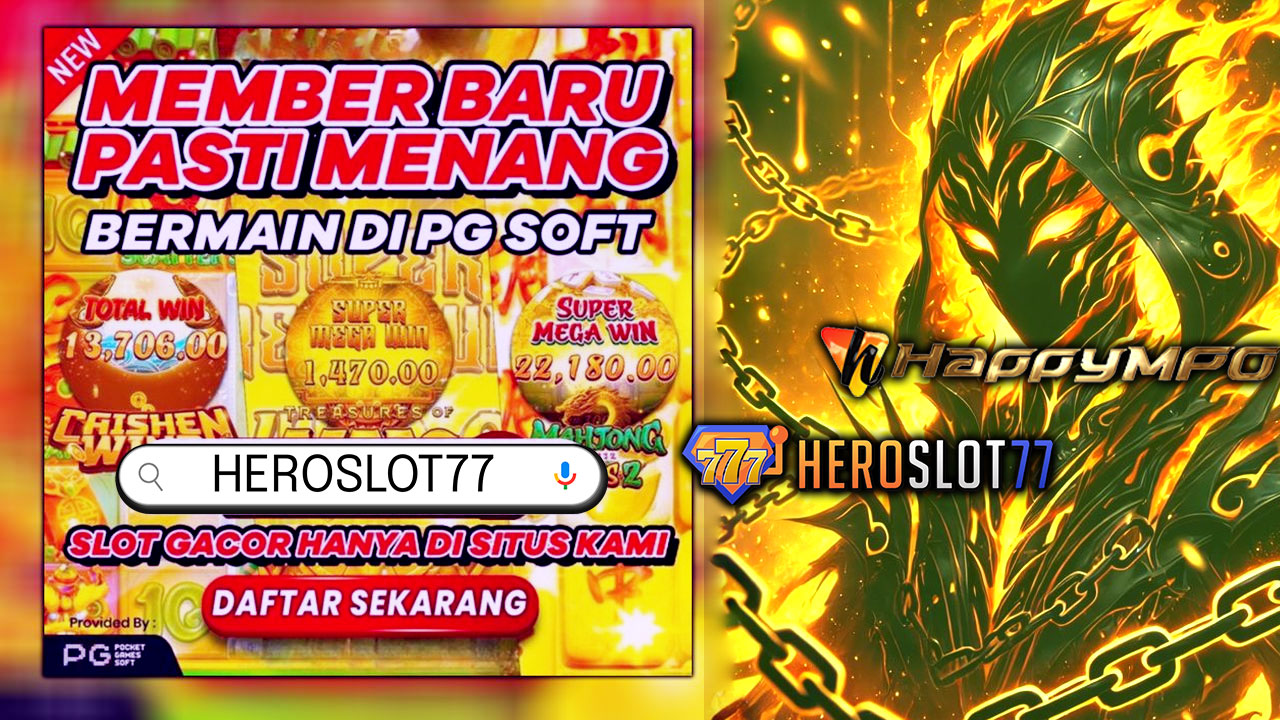 NEW
MEMBER BARU
PASTI MENANG
BERMAIN DI PG SOFT
TOTAL WIN
13,706.00
SUPER
MEGA WIN
1,470.00
SUPER
MEGA WIN
22,180.00
CAISHEN
TREASURES OF
MAHJONG
2
HEROSLOT77
SLOT GACOR HANYA DI SITUS KAMI
DAFTAR SEKARANG
Provided By :
PG POCKET
GAMES
SOFT
HAPPYMPO
777 HEROSLOT77